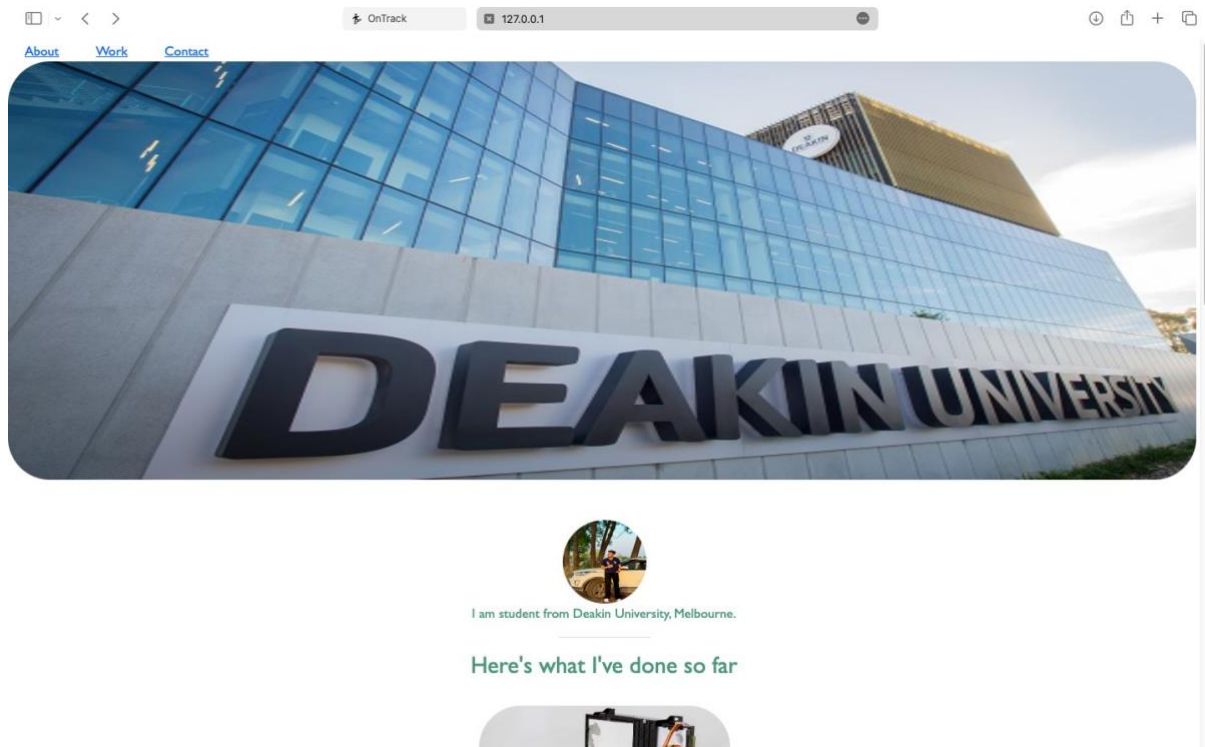 OnTrack
127.0.0.1
About Work Contact
DEAKIN
DEAKIN UNIVERSITY
I am student from Deakin University, Melbourne.
Here's what I've done so far